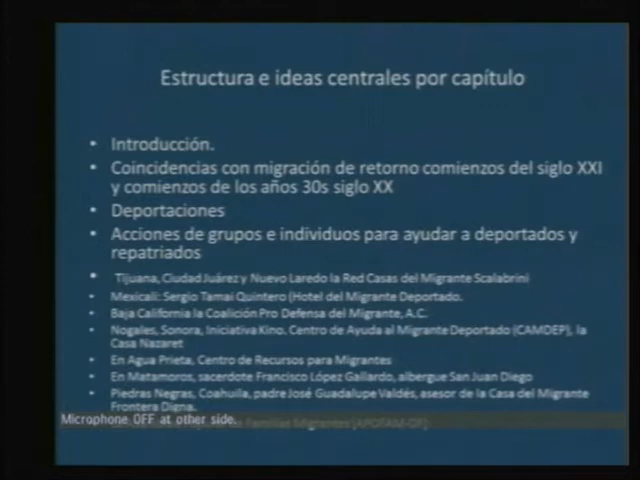 Estructura e ideas centrales por capítulo
• Introducción.
• Coincidencias con migración de retorno comienzos del siglo XXI
y comienzos de los años 30s siglo XX
• Deportaciones
• Acciones de grupos e individuos para ayudar a deportados y
repatriados
• Tijuana, Ciudad Juárez y Nuevo Laredo la Red Casas del Migrante Scalabrini
• Mexicali: Sergio Tamai Quintero (Hotel del Migrante Deportado.
• Baja California la Coalición Pro Defensa del Migrante, A.C.
• Nogales, Sonora, Iniciativa Kino. Centro de Ayuda al Migrante Deportado (CAMDEP), la
Casa Nazaret
• En Agua Prieta, Centro de Recursos para Migrantes
• En Matamoros, sacerdote Francisco López Gallardo, albergue San Juan Diego
• Piedras Negras, Coahuila, padre José Guadalupe Valdés, asesor de la Casa del Migrante
Frontera Digna.
Microphone OFF at other side.
Familias Migrantes